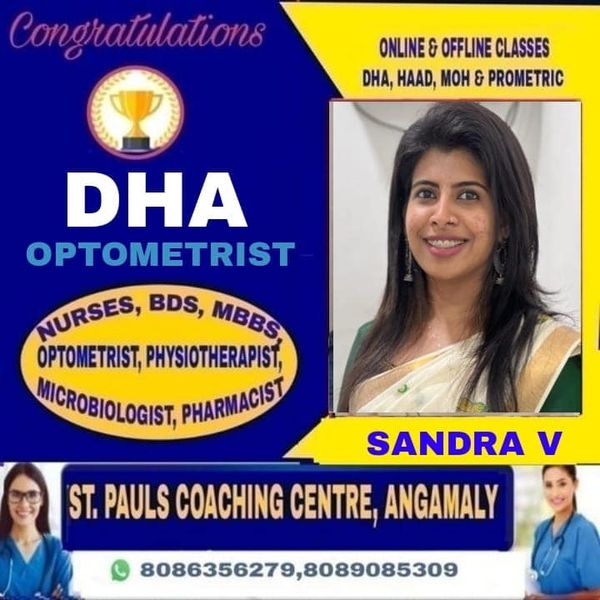 Congratulations
ONLINE & OFFLINE CLASSES
DHA, HAAD, MOH & PROMETRIC
DHA
OPTOMETRIST
NURSES, BDS, MBBS,
OPTOMETRIST, PHYSIOTHERAPIST,
MICROBIOLOGIST, PHARMACIST
SANDRA V
ST. PAULS COACHING CENTRE, ANGAMALY
8086356279,8089085309